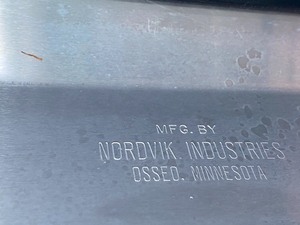 MFG. BY
NORDVIK INDUSTRIES
OSSEO, MINNESOTA